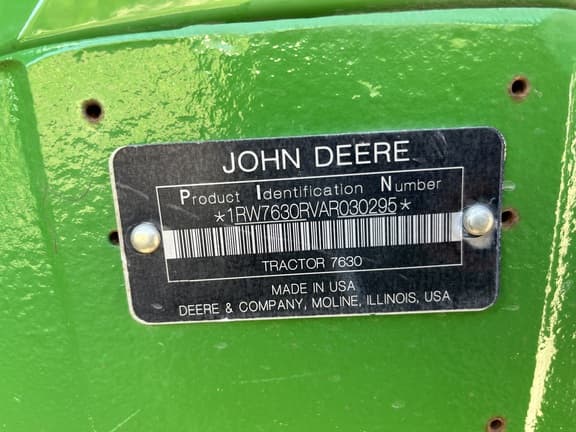 JOHN DEERE
Product Identification Number
*1RW7630RVAR030295*
TRACTOR 7630
MADE IN USA
DEERE & COMPANY, MOLINE, ILLINOIS, USA